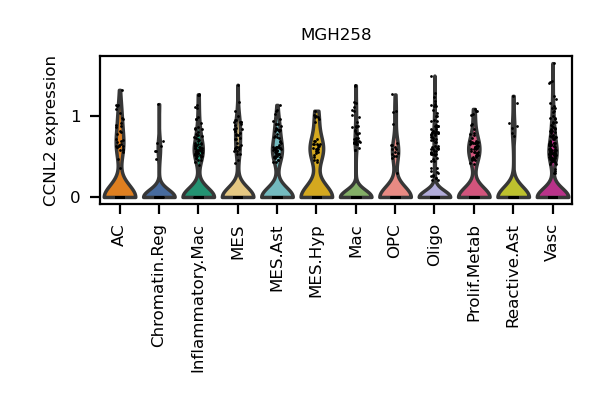 MGH258
CCNL2 expression
1
0
AC
Chromatin.Reg
Inflammatory.Mac
MES
MES.Ast
MES.Hyp
Mac
OPC
Oligo
Prolif.Metab
Reactive.Ast
Vasc